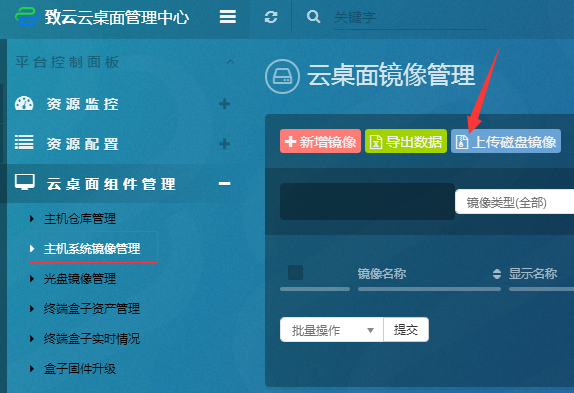 致云云桌面管理中心
关键字
平台控制面板
资源监控
资源配置
云桌面组件管理
主机仓库管理
主机系统镜像管理
光盘镜像管理
终端盒子资产管理
终端盒子实时情况
盒子固件升级
云桌面镜像管理
新增镜像 导出数据 上传磁盘镜像
镜像类型(全部)
镜像名称 显示名称
批量操作 提交